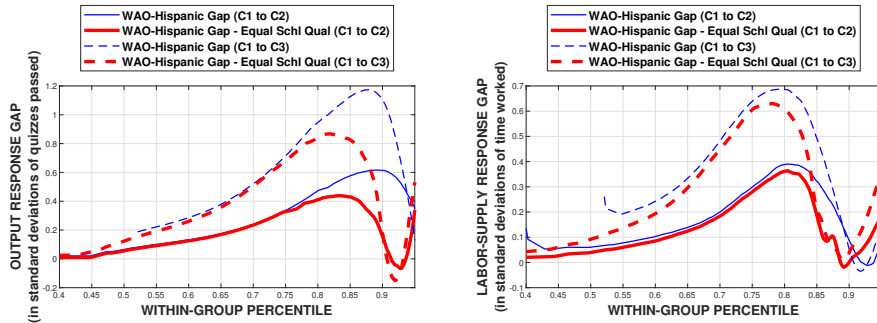 WAO-Hispanic Gap (C1 to C2)
WAO-Hispanic Gap - Equal Schl Qual (C1 to C2)
WAO-Hispanic Gap (C1 to C3)
WAO-Hispanic Gap - Equal Schl Qual (C1 to C3)
OUTPUT RESPONSE GAP
(in standard deviations of quizzes passed)
1.2
1
0.8
0.6
0.4
0.2
0
-0.2
0.4 0.45 0.5 0.55 0.6 0.65 0.7 0.75 0.8 0.85 0.9
WITHIN-GROUP PERCENTILE
WAO-Hispanic Gap (C1 to C2)
WAO-Hispanic Gap - Equal Schl Qual (C1 to C2)
WAO-Hispanic Gap (C1 to C3)
WAO-Hispanic Gap - Equal Schl Qual (C1 to C3)
LABOR-SUPPLY RESPONSE GAP
(in standard deviations of time worked)
0.7
0.6
0.5
0.4
0.3
0.2
0.1
0
-0.1
0.4 0.45 0.5 0.55 0.6 0.65 0.7 0.75 0.8 0.85 0.9
WITHIN-GROUP PERCENTILE